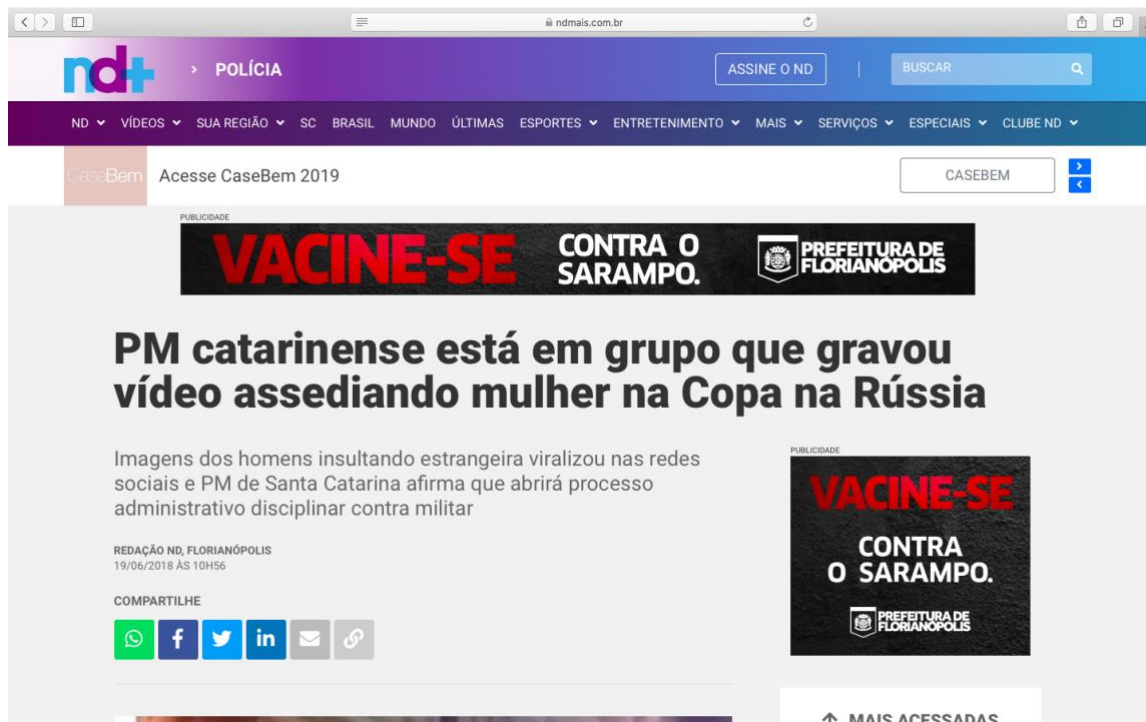 ndmais.com.br
nd+ > POLÍCIA ASSINE O ND | BUSCAR
ND VÍDEOS SUA REGIÃO SC BRASIL MUNDO ÚLTIMAS ESPORTES ENTRETENIMENTO MAIS SERVIÇOS ESPECIAIS CLUBE ND
CaseBem Acesse CaseBem 2019 CASEBEM
PUBLICIDADE
VACINE-SE CONTRA O SARAMPO. PREFEITURA DE FLORIANÓPOLIS
PM catarinense está em grupo que gravou
vídeo assediando mulher na Copa na Rússia
Imagens dos homens insultando estrangeira viralizou nas redes
sociais e PM de Santa Catarina afirma que abrirá processo
administrativo disciplinar contra militar
REDAÇÃO ND, FLORIANÓPOLIS
19/06/2018 ÀS 10H56
COMPARTILHE
f in
PUBLICIDADE
VACINE-SE
CONTRA
O SARAMPO.
PREFEITURA DE
FLORIANÓPOLIS
MAIS ACESSADAS